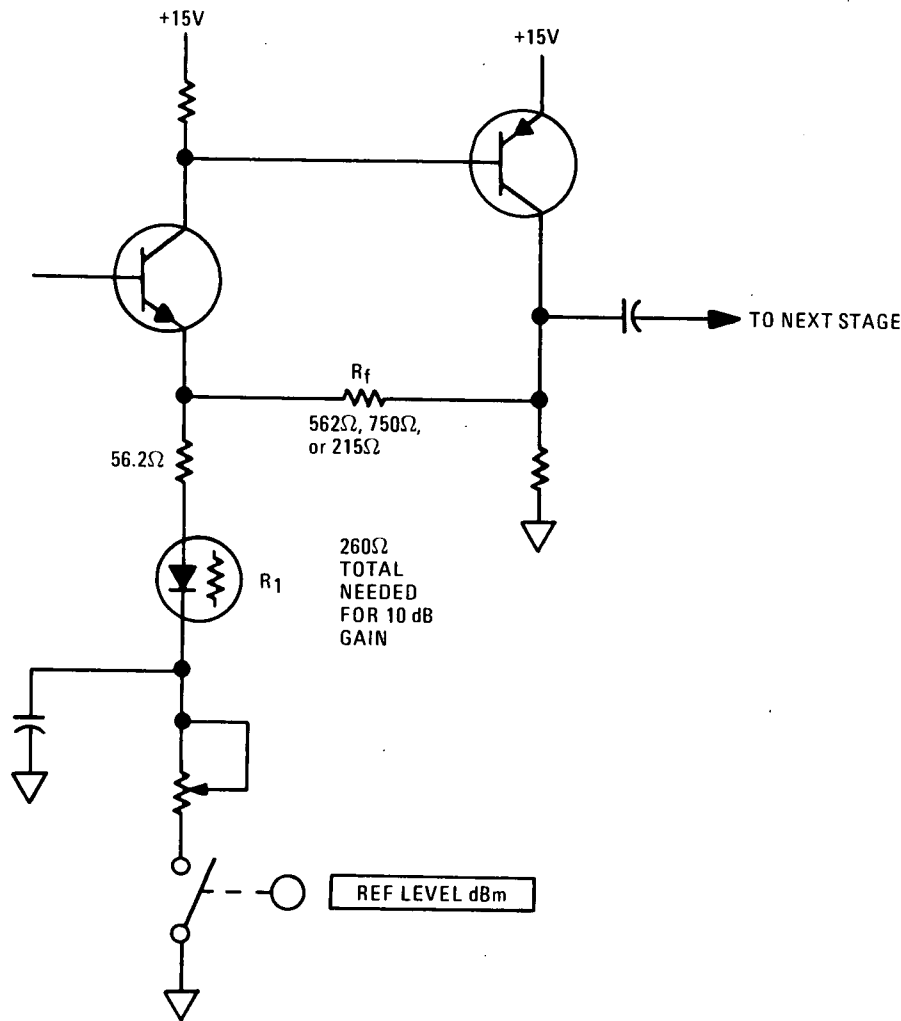 +15V
+15V
TO NEXT STAGE
Rf
562Ω, 750Ω,
or 215Ω
56.2Ω
R1
260Ω
TOTAL
NEEDED
FOR 10 dB
GAIN
REF LEVEL dBm